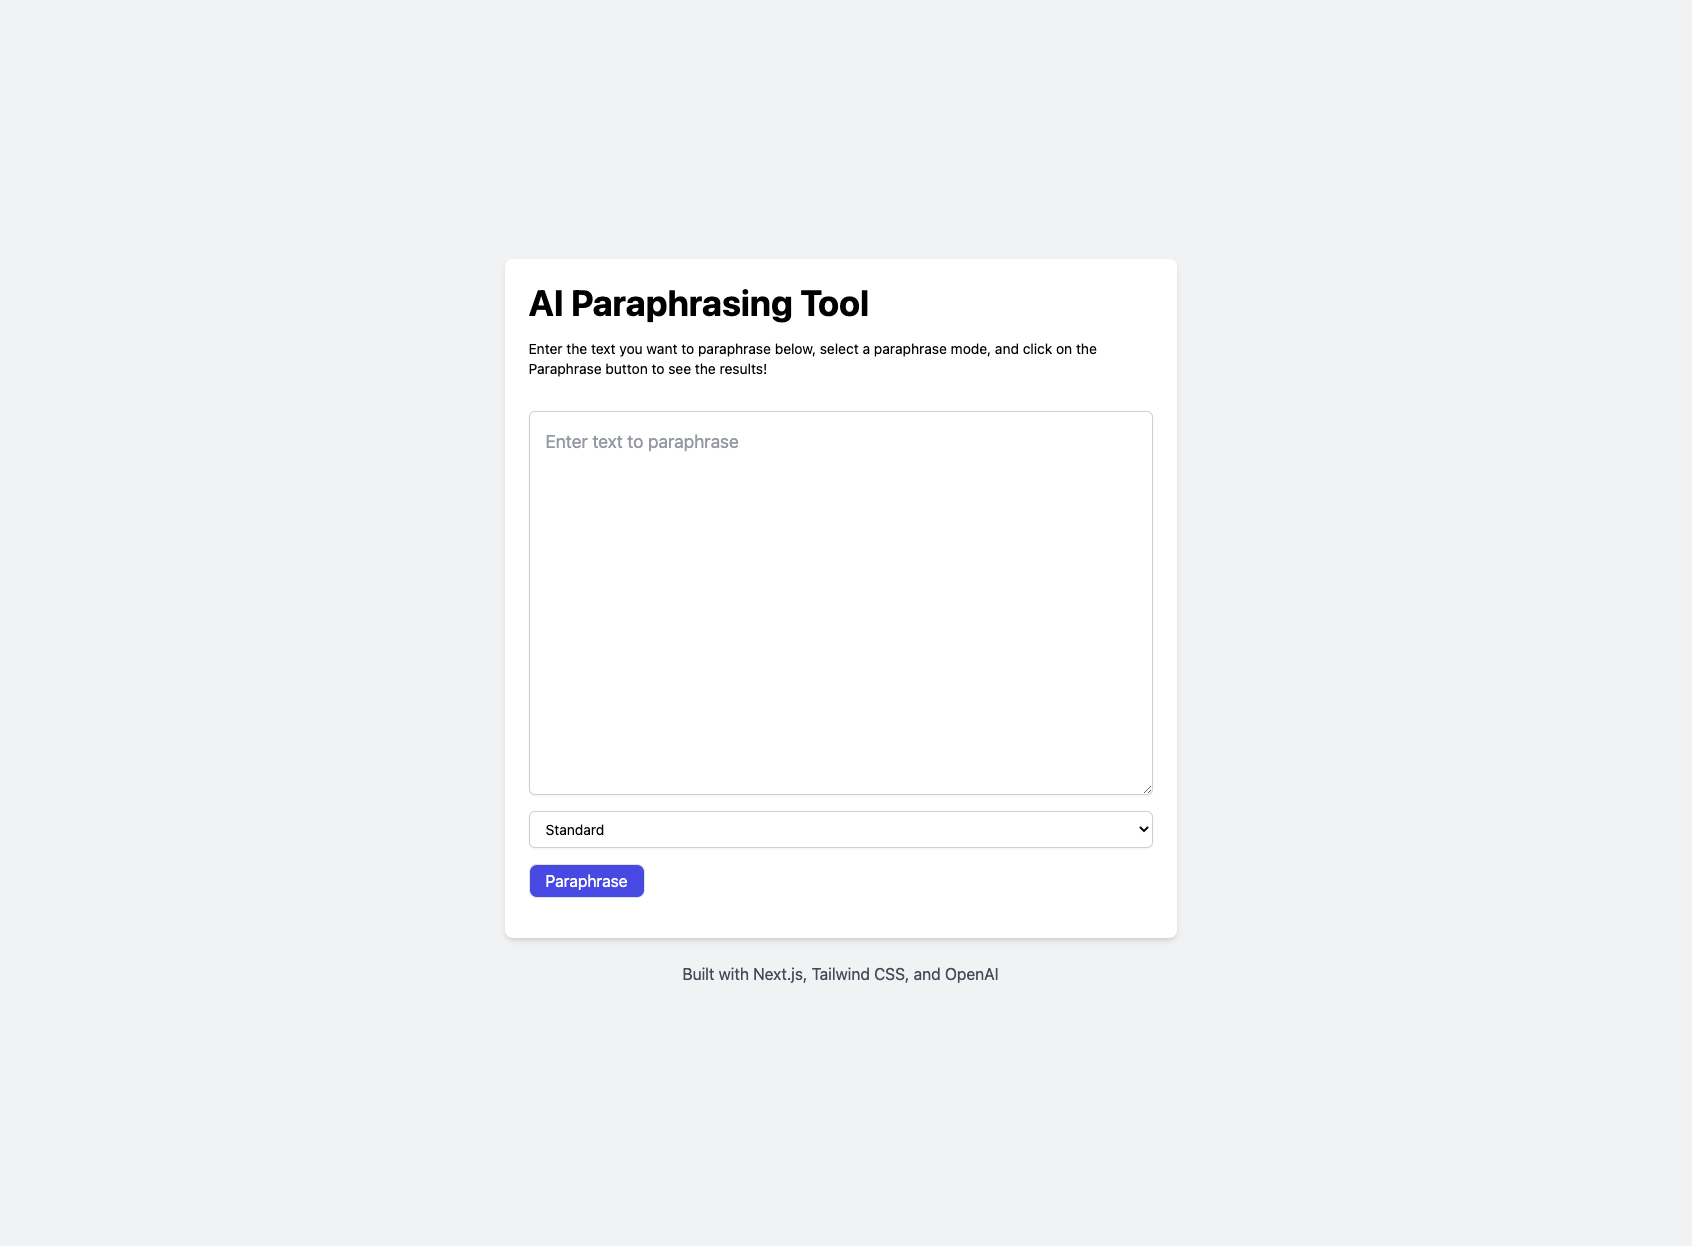 AI Paraphrasing Tool
Enter the text you want to paraphrase below, select a paraphrase mode, and click on the
Paraphrase button to see the results!
Enter text to paraphrase
Standard
Paraphrase
Built with Next.js, Tailwind CSS, and OpenAI